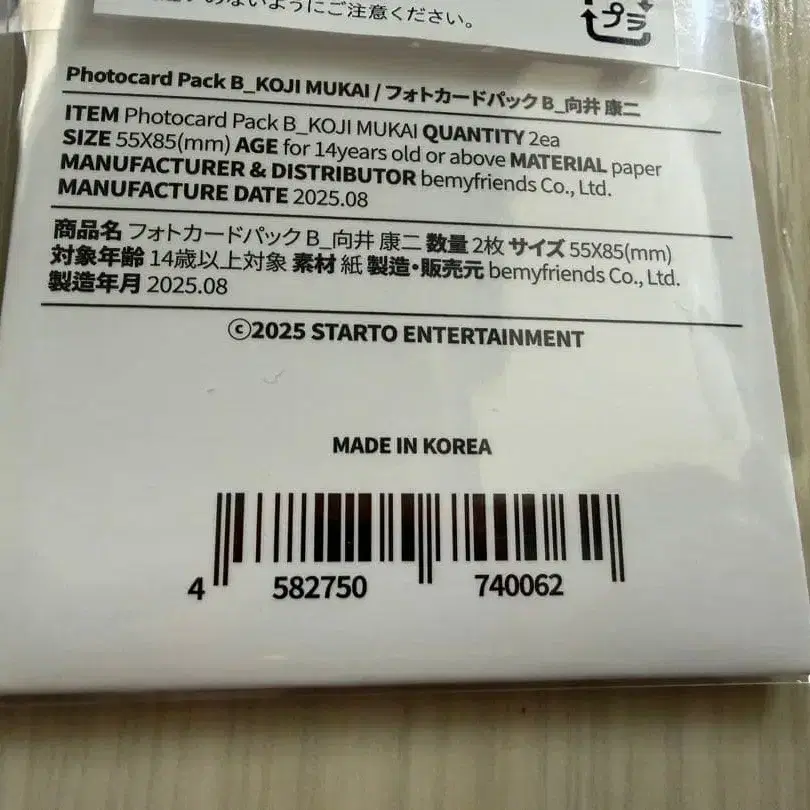 のないようにご注意ください。
プラ
Photocard Pack B_KOJI MUKAI / フォトカードパック B_向井 康二
ITEM Photocard Pack B_KOJI MUKAI QUANTITY 2ea
SIZE 55X85(mm) AGE for 14years old or above MATERIAL paper
MANUFACTURER & DISTRIBUTOR bemyfriends Co., Ltd.
MANUFACTURE DATE 2025.08
商品名 フォトカードパック B_向井 康二 数量 2枚 サイズ 55X85(mm)
対象年齢 14歳以上対象 素材 紙 製造・販売元 bemyfriends Co., Ltd.
製造年月 2025.08
ⓒ2025 STARTO ENTERTAINMENT
MADE IN KOREA
4 582750 740062